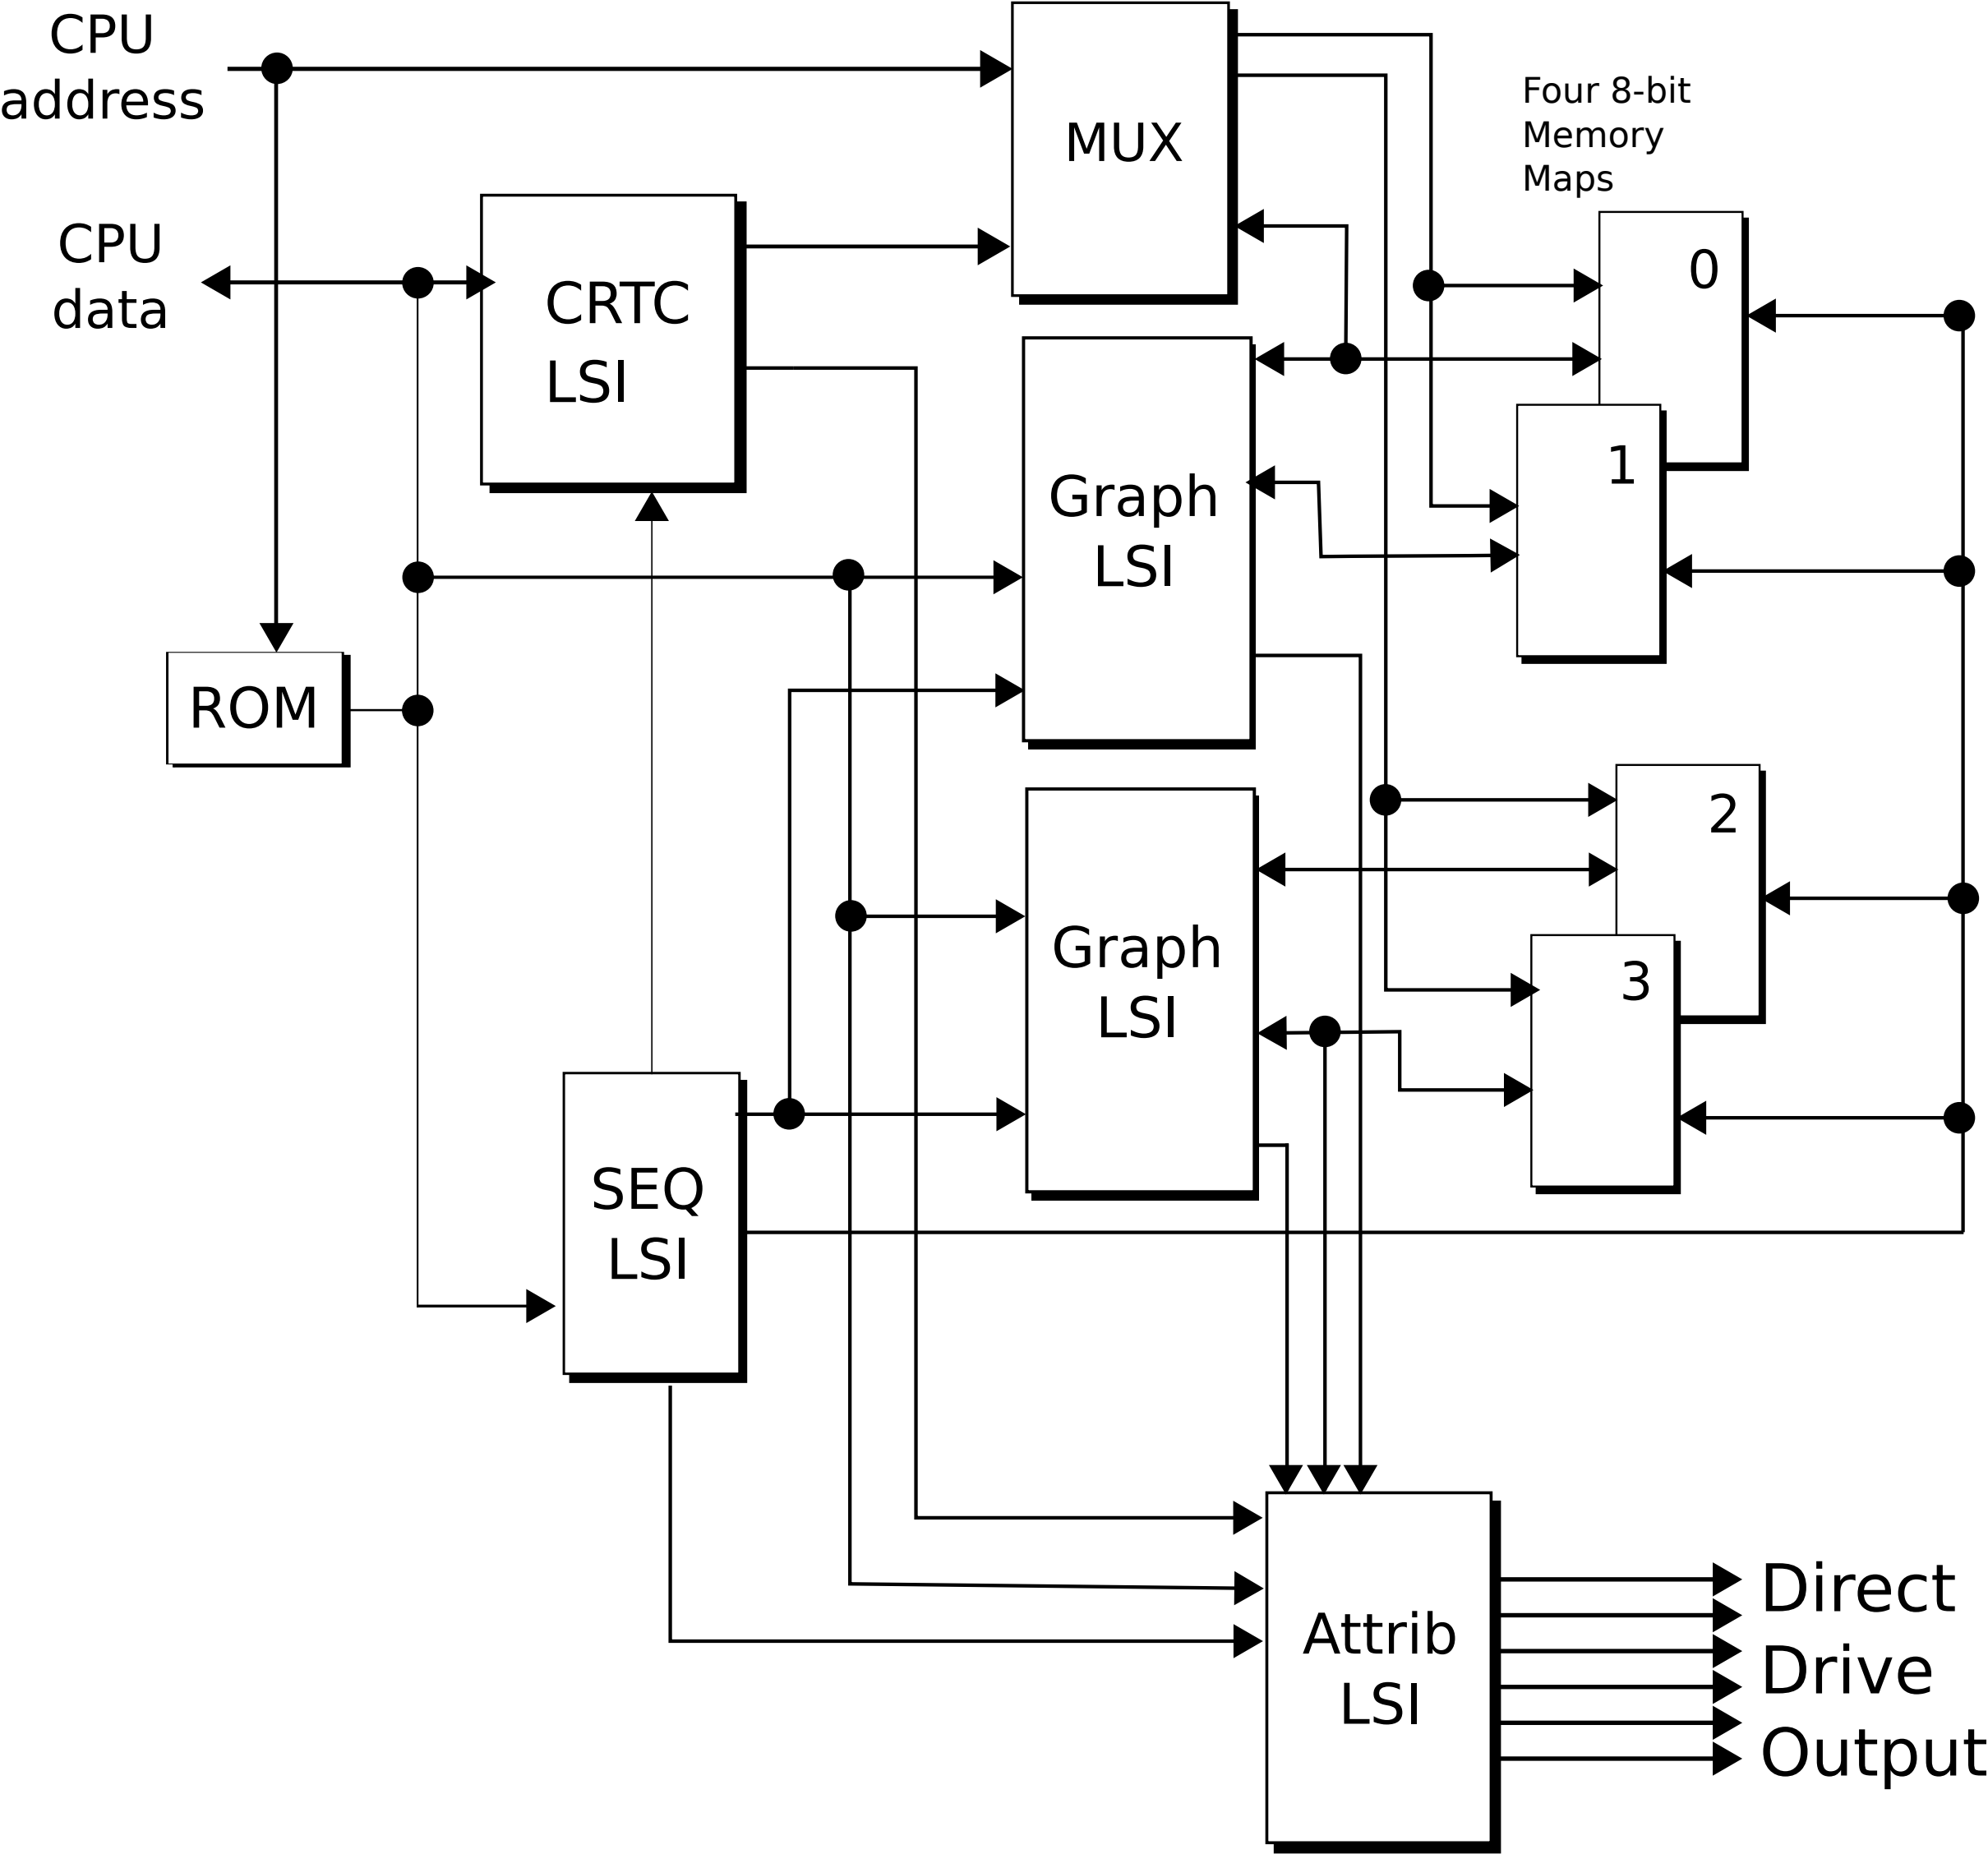 CPU
address
CPU
data
MUX
Four 8-bit
Memory
Maps
0
CRTC
LSI
1
Graph
LSI
ROM
2
Graph
LSI
3
SEQ
LSI
Attrib
LSI
Direct
Drive
Output